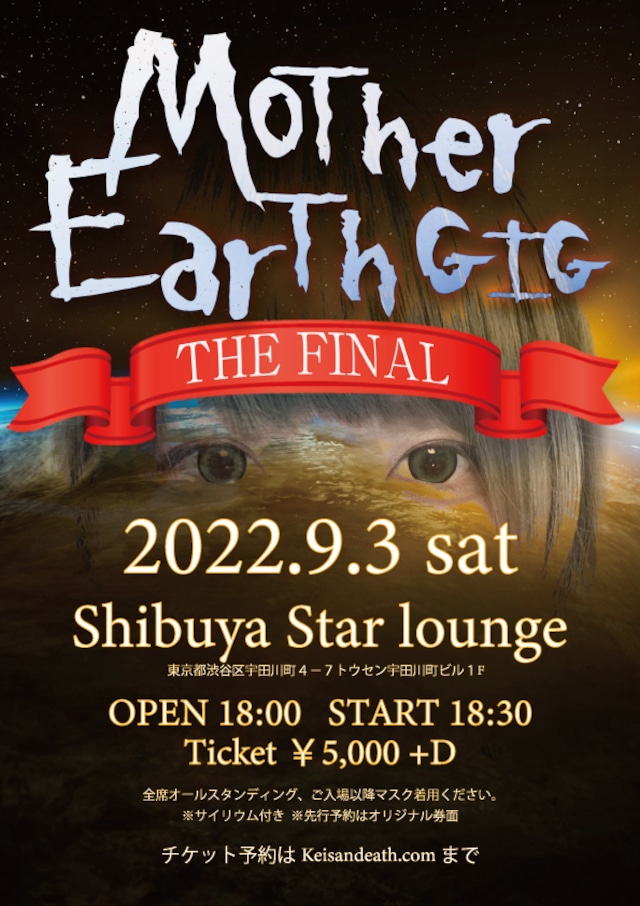 Mother
Earth GIG
THE FINAL
2022.9.3 sat
Shibuya Star lounge
東京都渋谷区宇田川町４−７トウセン宇田川町ビル１F
OPEN 18:00 START 18:30
Ticket ￥5,000 +D
全席オールスタンディング、ご入場以降マスク着用ください。
※サイリウム付き ※先行予約はオリジナル券面
チケット予約は Keisandeath.com まで